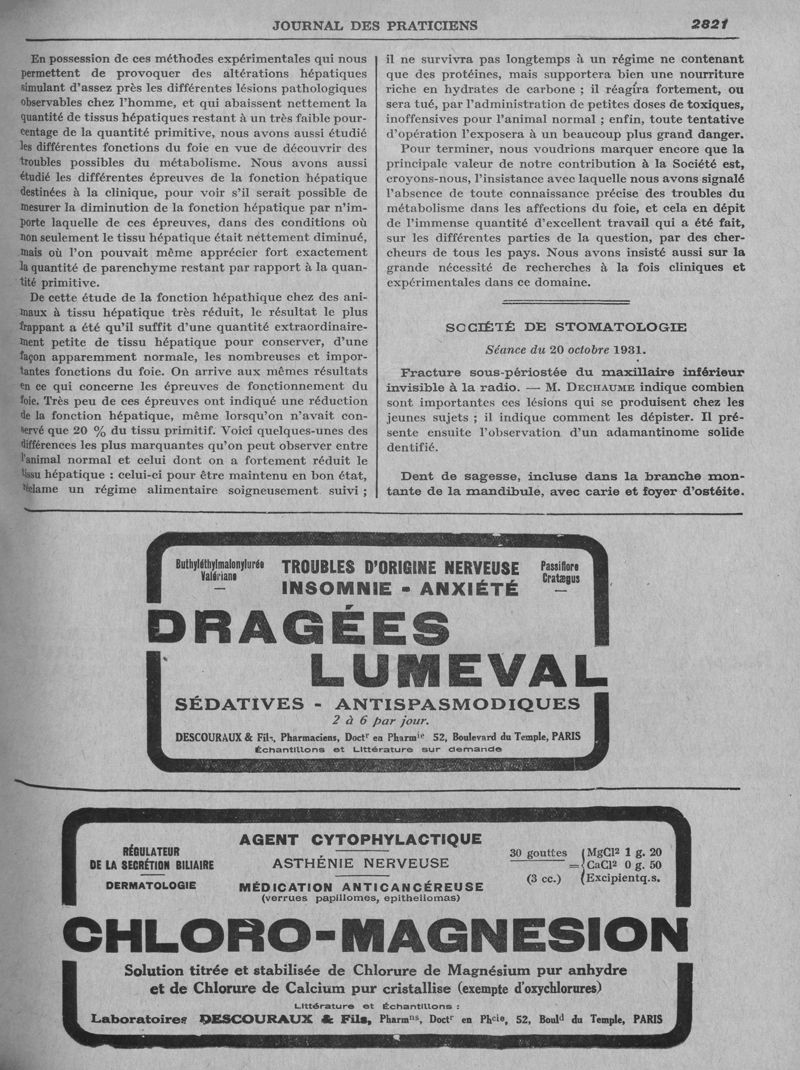 JOURNAL DES PRATICIENS
2821
En possession de ces méthodes expérimentales qui nous
permettent de provoquer des altérations hépatiques
simulant d'assez près les différentes lésions pathologiques
observables chez l'homme, et qui abaissent nettement la
quantité de tissus hépatiques restant à un très faible pour-
centage de la quantité primitive, nous avons aussi étudié
les différentes fonctions du foie en vue de découvrir des
troubles possibles du métabolisme. Nous avons aussi
étudié les différentes épreuves de la fonction hépatique
destinées à la clinique, pour voir s'il serait possible de
mesurer la diminution de la fonction hépatique par n'im-
porte laquelle de ces épreuves, dans des conditions où
non seulement le tissu hépatique était nettement diminué,
mais où l'on pouvait même apprécier fort exactement
la quantité de parenchyme restant par rapport à la quan-
tité primitive.
De cette étude de la fonction hépathique chez des ani-
maux à tissu hépatique très réduit, le résultat le plus
frappant a été qu'il suffit d'une quantité extraordinaire-
ment petite de tissu hépatique pour conserver, d'une
façon apparemment normale, les nombreuses et impor-
tantes fonctions du foie. On arrive aux mêmes résultats
en ce qui concerne les épreuves de fonctionnement du
foie. Très peu de ces épreuves ont indiqué une réduction
de la fonction hépatique, même lorsqu'on n'avait con-
servé que 20 % du tissu primitif. Voici quelques-unes des
différences les plus marquantes qu'on peut observer entre
l'animal normal et celui dont on a fortement réduit le
tissu hépatique : celui-ci pour être maintenu en bon état,
réclame un régime alimentaire soigneusement suivi ;
il ne survivra pas longtemps à un régime ne contenant
que des protéines, mais supportera bien une nourriture
riche en hydrates de carbone ; il réagira fortement, ou
sera tué, par l'administration de petites doses de toxiques,
inoffensives pour l'animal normal ; enfin, toute tentative
d'opération l'exposera à un beaucoup plus grand danger.
Pour terminer, nous voudrions marquer encore que la
principale valeur de notre contribution à la Société est,
croyons-nous, l'insistance avec laquelle nous avons signalé
l'absence de toute connaissance précise des troubles du
métabolisme dans les affections du foie, et cela en dépit
de l'immense quantité d'excellent travail qui a été fait,
sur les différentes parties de la question, par des cher-
cheurs de tous les pays. Nous avons insisté aussi sur la
grande nécessité de recherches à la fois cliniques et
expérimentales dans ce domaine.
SOCIÉTÉ DE STOMATOLOGIE
Séance du 20 octobre 1931.
Fracture sous-périostée du maxillaire inférieur
invisible à la radio. — M. DECHAUME indique combien
sont importantes ces lésions qui se produisent chez les
jeunes sujets ; il indique comment les dépister. Il pré-
sente ensuite l'observation d'un adamantinome solide
dentifié.
Dent de sagesse, incluse dans la branche mon-
tante de la mandibule, avec carie et foyer d'ostéite.
Buthyléthylmalonylurée
Valériane
TROUBLES D'ORIGINE NERVEUSE
INSOMNIE - ANXIÉTÉ
Passiflore
Cratægus
DRAGÉES
LUMEVAL
SÉDATIVES - ANTISPASMODIQUES
2 à 6 par jour.
DESCOURAUX & Fils, Pharmaciens, Doctr en Pharmie 52, Boulevard du Temple, PARIS
Échantillons et Littérature sur demande
RÉGULATEUR
DE LA SECRÉTION BILIAIRE
DERMATOLOGIE
AGENT CYTOPHYLACTIQUE
ASTHÉNIE NERVEUSE
MÉDICATION ANTICANCÉREUSE
(verrues papillomes, epitheliomas)
30 gouttes
(3 cc.)
= { MgCl² 1 g. 20
CaCl² 0 g. 50
Excipient q.s.
CHLORO-MAGNESION
Solution titrée et stabilisée de Chlorure de Magnésium pur anhydre
et de Chlorure de Calcium pur cristallise (exempte d'oxychlorures)
Littérature et Échantillons :
Laboratoires DESCOURAUX & Fils, Pharmns, Doctr en Phcie, 52, Bould du Temple, PARIS